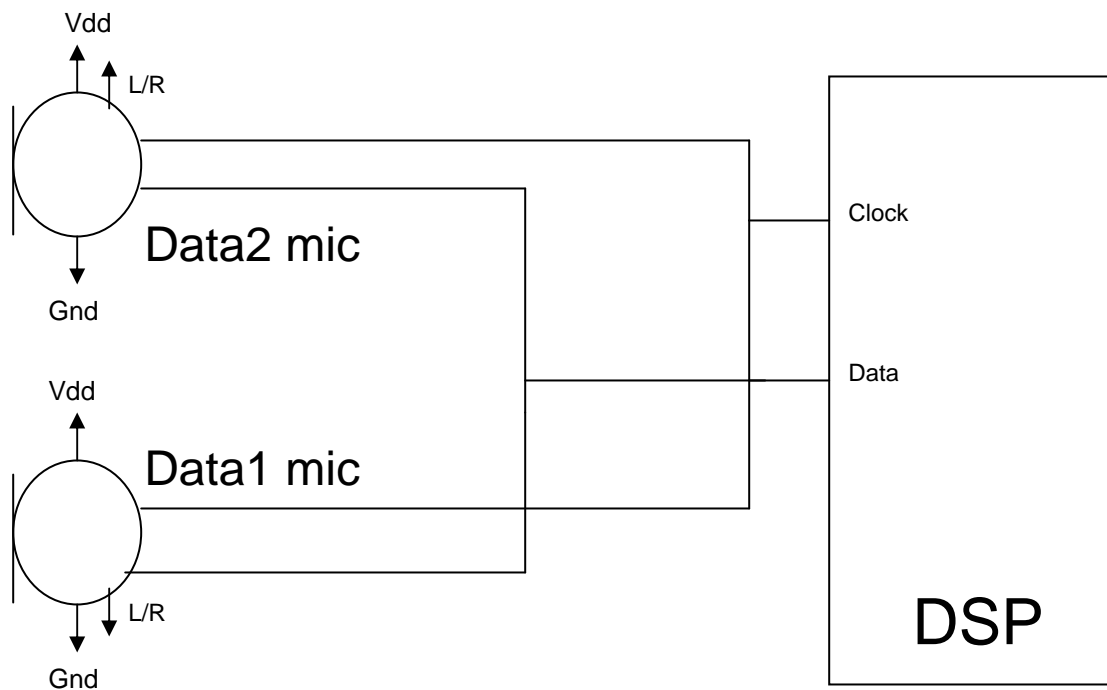 Vdd
L/R
Clock
Data2 mic
Gnd
Data
Vdd
Data1 mic
L/R
DSP
Gnd